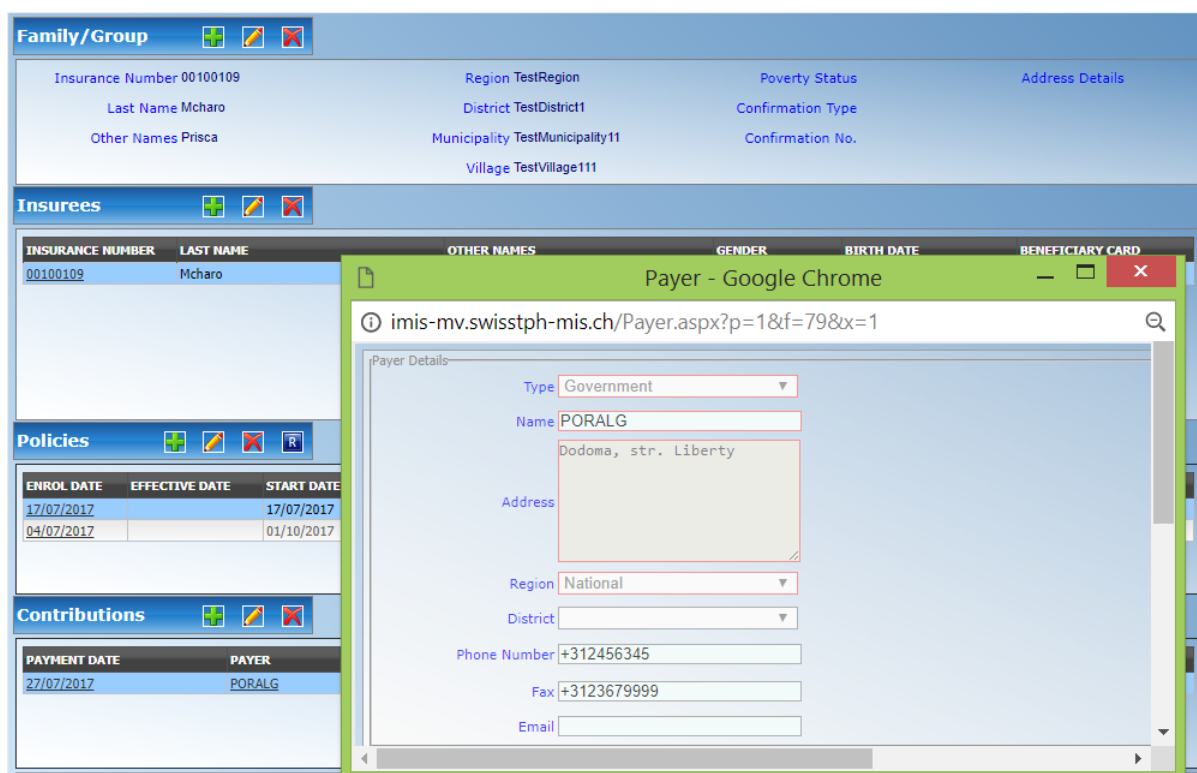 Family/Group
Insurance Number 00100109 Region TestRegion Poverty Status Address Details
Last Name Mcharo District TestDistrict1 Confirmation Type
Other Names Prisca Municipality TestMunicipality11 Confirmation No.
Village TestVillage111
Insurees
INSURANCE NUMBER LAST NAME OTHER NAMES GENDER BIRTH DATE BENEFICIARY CARD
00100109 Mcharo
Payer - Google Chrome
imis-mv.swisstph-mis.ch/Payer.aspx?p=1&f=79&x=1
Payer Details
Type Government
Name PORALG
Address Dodoma, str. Liberty
Region National
District
Phone Number +312456345
Fax +3123679999
Email
Policies R
ENROL DATE EFFECTIVE DATE START DATE
17/07/2017 17/07/2017
04/07/2017 01/10/2017
Contributions
PAYMENT DATE PAYER
27/07/2017 PORALG